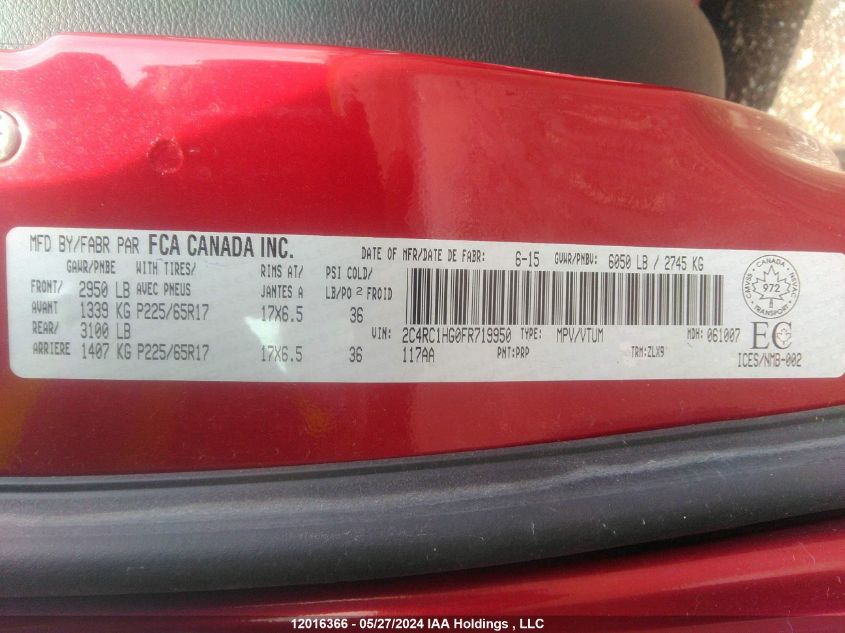 MFD BY/FABR PAR FCA CANADA INC.
DATE OF MFR/DATE DE FABR: 6-15 GVWR/PNBV: 6050 LB / 2745 KG
GAWR/PNBE WITH TIRES/ RIMS AT/ PSI COLD/
FRONT/ 2950 LB AVEC PNEUS JANTES A LB/PO2 FROID
AVANT 1339 KG P225/65R17 17X6.5 36
REAR/ 3100 LB
ARRIERE 1407 KG P225/65R17 17X6.5 36
VIN: 2C4RC1HG0FR719950 TYPE: MPV/VTUM MDH: 061007
117AA PNT:PRP TRM:ZLX9
CANADA
CMVSS NSVAC
972
TRANSPORT
EC
ICES/NMB-002
12016366 - 05/27/2024 IAA Holdings , LLC